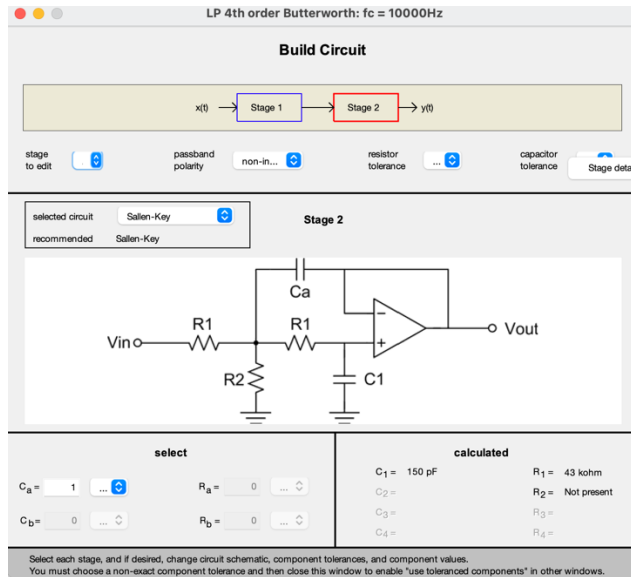 LP 4th order Butterworth: fc = 10000Hz
Build Circuit
x(t) Stage 1 Stage 2 y(t)
stage to edit passband polarity non-in... resistor tolerance ... capacitor tolerance Stage deta
selected circuit Sallen-Key
recommended Sallen-Key
Stage 2
Ca
R1 R1
Vin Vout
− +
R2 C1
select calculated
C1 = 150 pF R1 = 43 kohm
Ca = 1 ... Ra = 0 ... C2 = R2 = Not present
C3 = R3 =
Cb = 0 ... Rb = 0 ... C4 = R4 =
Select each stage, and if desired, change circuit schematic, component tolerances, and component values.
You must choose a non-exact component tolerance and then close this window to enable "use toleranced components" in other windows.